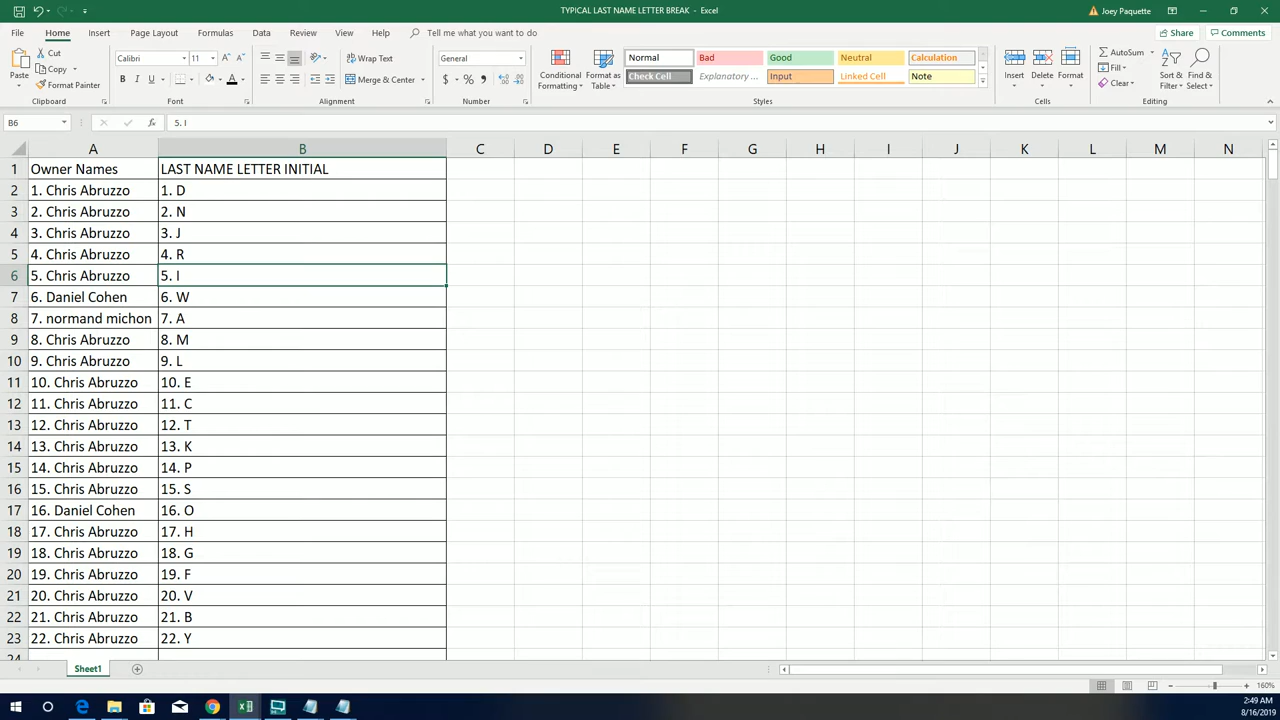 TYPICAL LAST NAME LETTER BREAK - Excel
Joey Paquette
File Home Insert Page Layout Formulas Data Review View Help Tell me what you want to do Share Comments
Paste Cut Copy Format Painter Clipboard
Calibri 11 B I U A A Font
Wrap Text Merge & Center Alignment
General $ % , Number
Conditional Formatting Format as Table
Normal Bad Good Neutral Calculation
Check Cell Explanatory ... Input Linked Cell Note
Styles
Insert Delete Format Cells
AutoSum Fill Clear Sort & Filter Find & Select Editing
B6 fx 5. I
A B C D E F G H I J K L M N
1 Owner Names LAST NAME LETTER INITIAL
2 1. Chris Abruzzo 1. D
3 2. Chris Abruzzo 2. N
4 3. Chris Abruzzo 3. J
5 4. Chris Abruzzo 4. R
6 5. Chris Abruzzo 5. I
7 6. Daniel Cohen 6. W
8 7. normand michon 7. A
9 8. Chris Abruzzo 8. M
10 9. Chris Abruzzo 9. L
11 10. Chris Abruzzo 10. E
12 11. Chris Abruzzo 11. C
13 12. Chris Abruzzo 12. T
14 13. Chris Abruzzo 13. K
15 14. Chris Abruzzo 14. P
16 15. Chris Abruzzo 15. S
17 16. Daniel Cohen 16. O
18 17. Chris Abruzzo 17. H
19 18. Chris Abruzzo 18. G
20 19. Chris Abruzzo 19. F
21 20. Chris Abruzzo 20. V
22 21. Chris Abruzzo 21. B
23 22. Chris Abruzzo 22. Y
24
Sheet1
160%
2:49 AM
8/16/2019